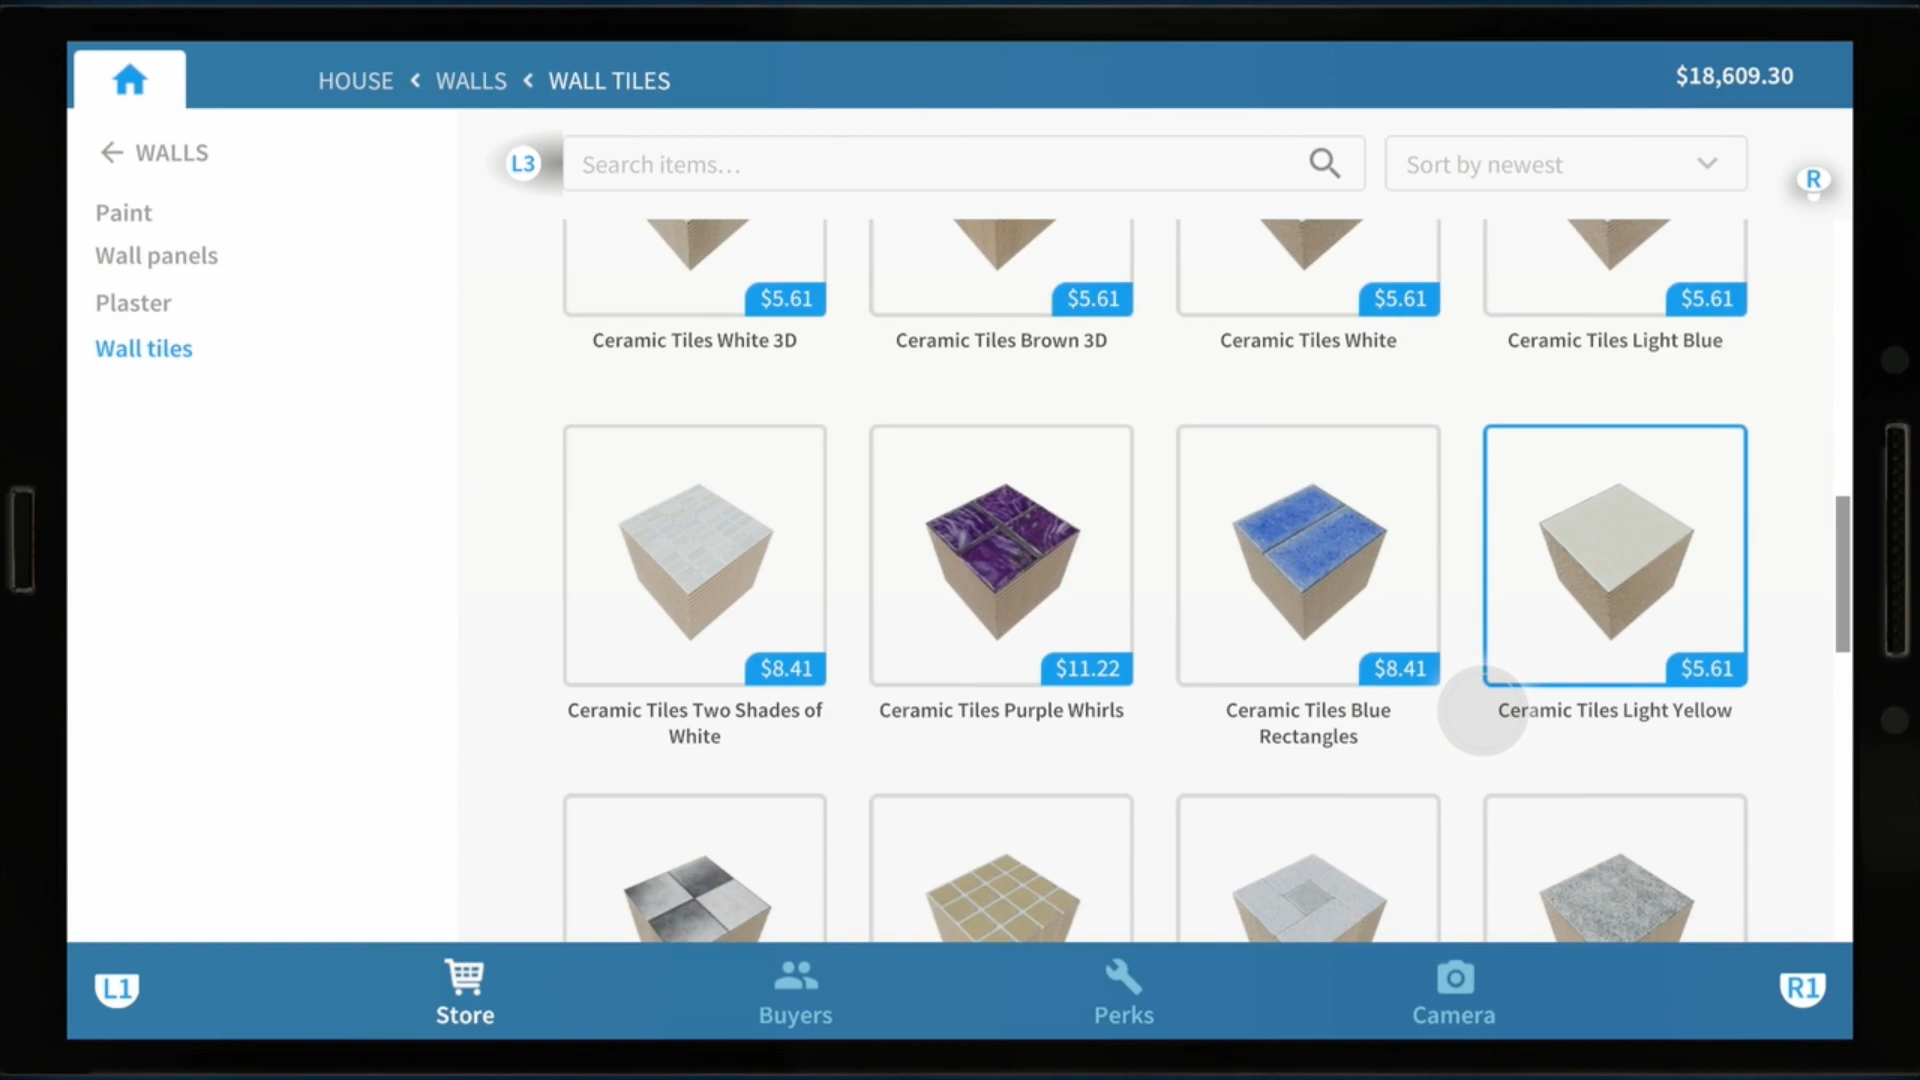 HOUSE < WALLS < WALL TILES
$18,609.30
WALLS
Paint
Wall panels
Plaster
Wall tiles
L3
Search items...
Sort by newest
R
$5.61
$5.61
$5.61
$5.61
Ceramic Tiles White 3D
Ceramic Tiles Brown 3D
Ceramic Tiles White
Ceramic Tiles Light Blue
$8.41
$11.22
$8.41
$5.61
Ceramic Tiles Two Shades of
White
Ceramic Tiles Purple Whirls
Ceramic Tiles Blue
Rectangles
Ceramic Tiles Light Yellow
L1
Store
Buyers
Perks
Camera
R1